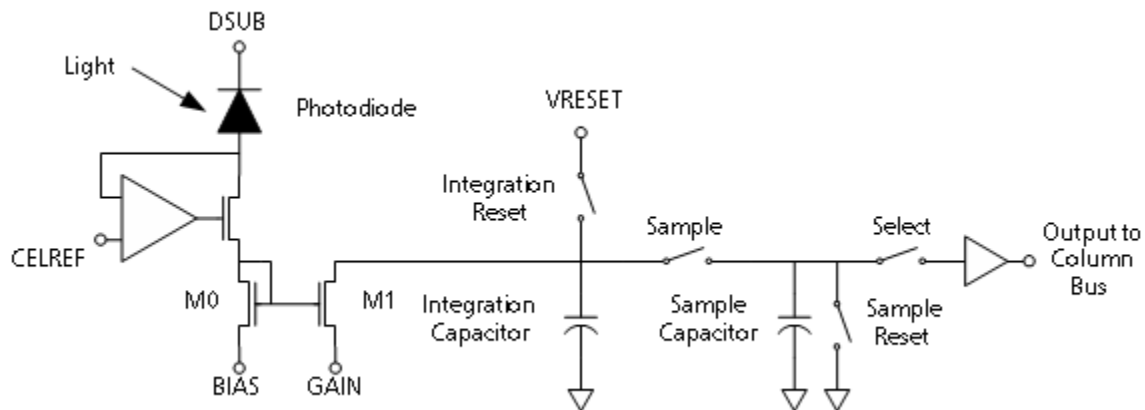 DSUB
Light
Photodiode
VRESET
Integration
Reset
Sample
Select
Output to
Column
Bus
CELREF
M0
M1
Integration
Capacitor
Sample
Capacitor
Sample
Reset
BIAS
GAIN